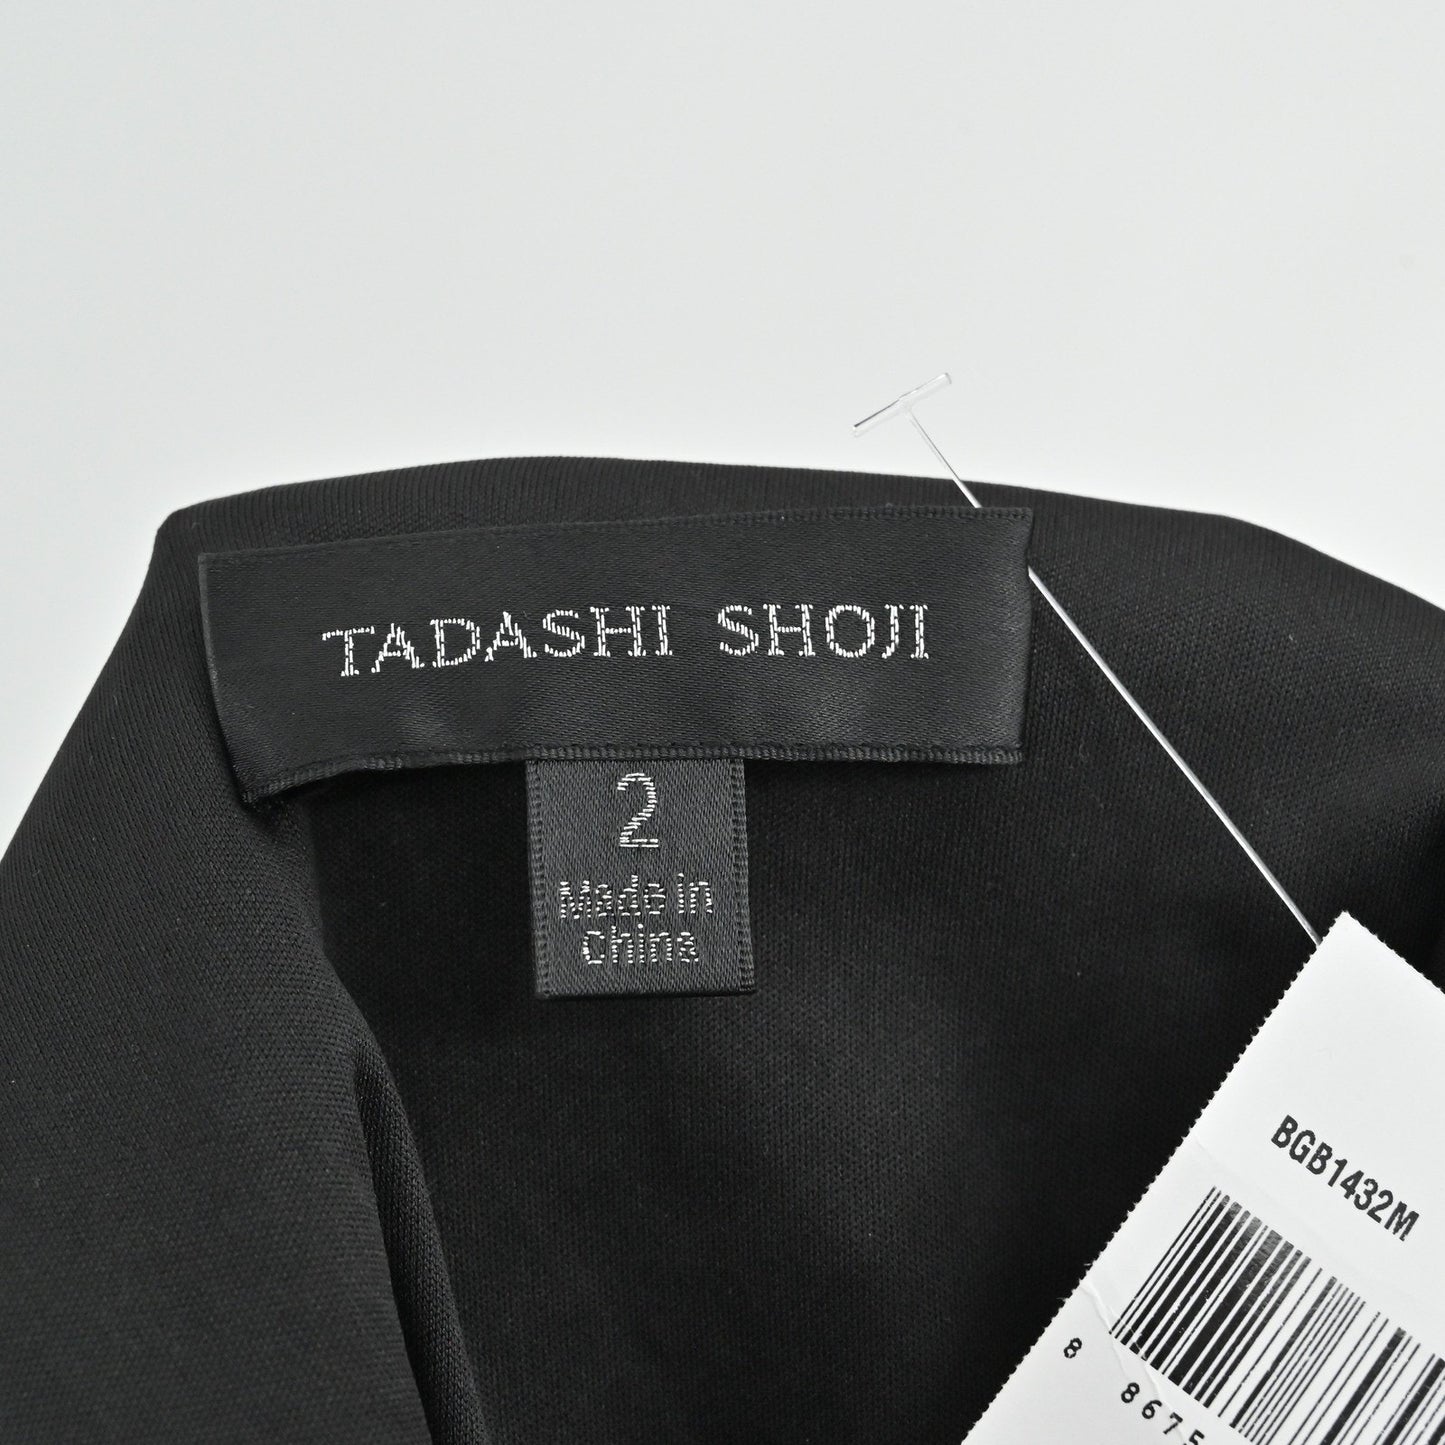 TADASHI SHOJI
2
Made in
China
BGB1432M
8
8675